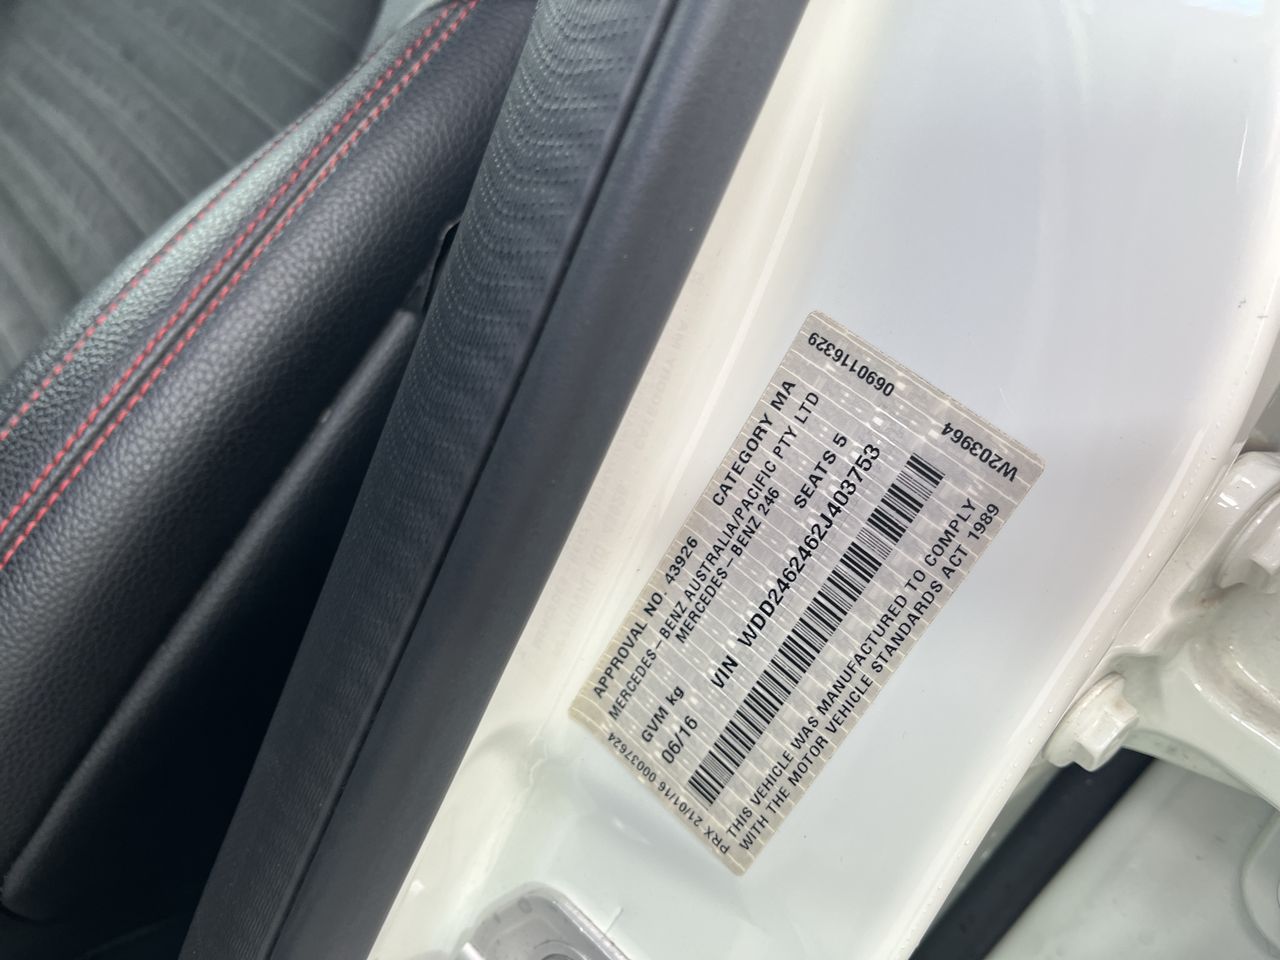 APPROVAL NO. 43926 CATEGORY MA
MERCEDES-BENZ AUSTRALIA/PACIFIC PTY LTD
MERCEDES-BENZ 246
GVM kg SEATS 5
06/16 VIN WDD2462462J403753
THIS VEHICLE WAS MANUFACTURED TO COMPLY
WITH THE MOTOR VEHICLE STANDARDS ACT 1989
PRX 21/01/16 00037624
0690116329
W203964